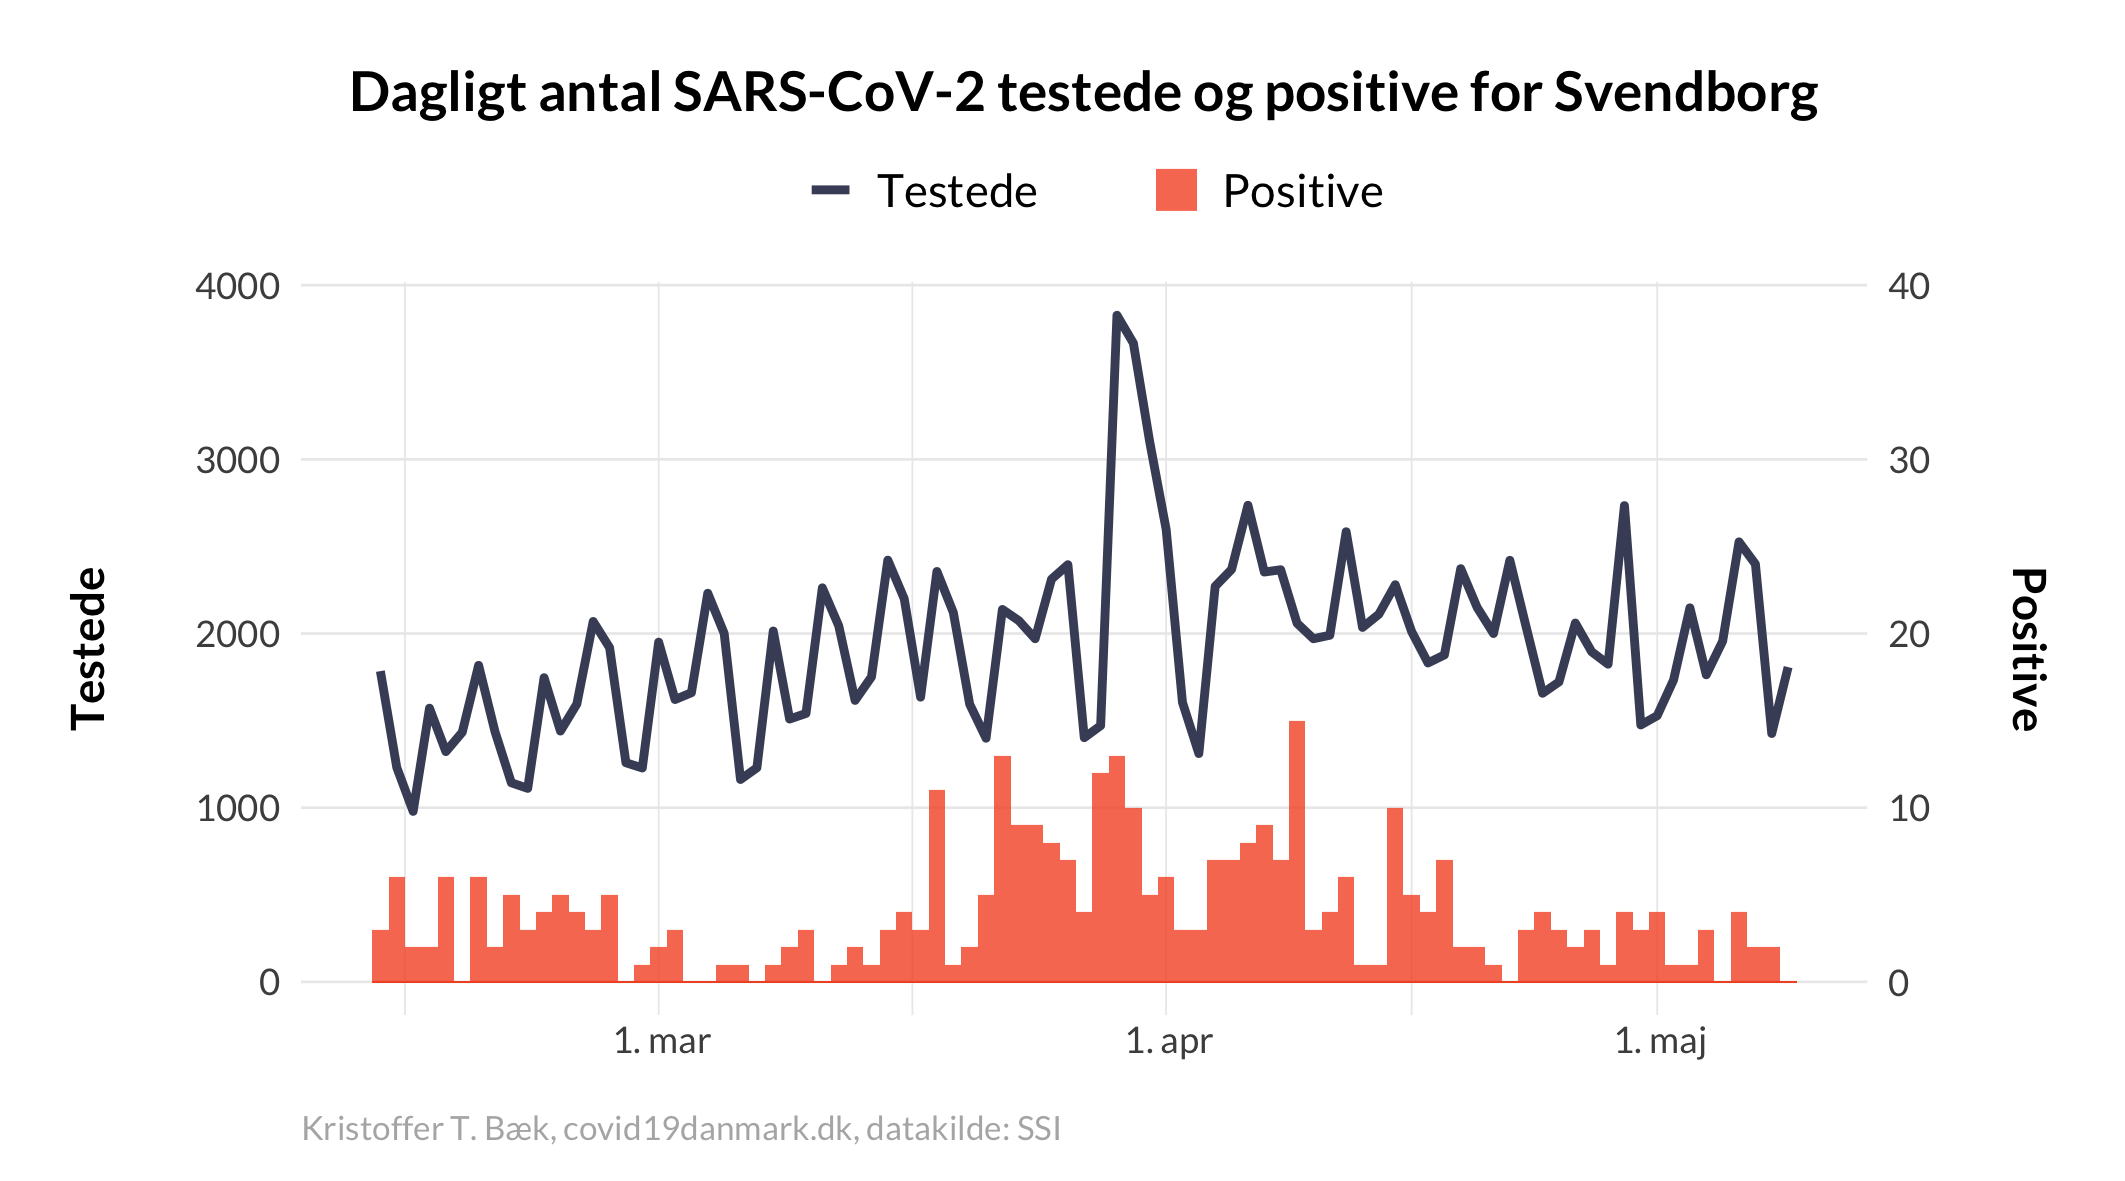 Dagligt antal SARS-CoV-2 testede og positive for Svendborg
Testede
Positive
4000
3000
2000
1000
0
40
30
20
10
0
Testede
Positive
1. mar
1. apr
1. maj
Kristoffer T. Bæk, covid19danmark.dk, datakilde: SSI